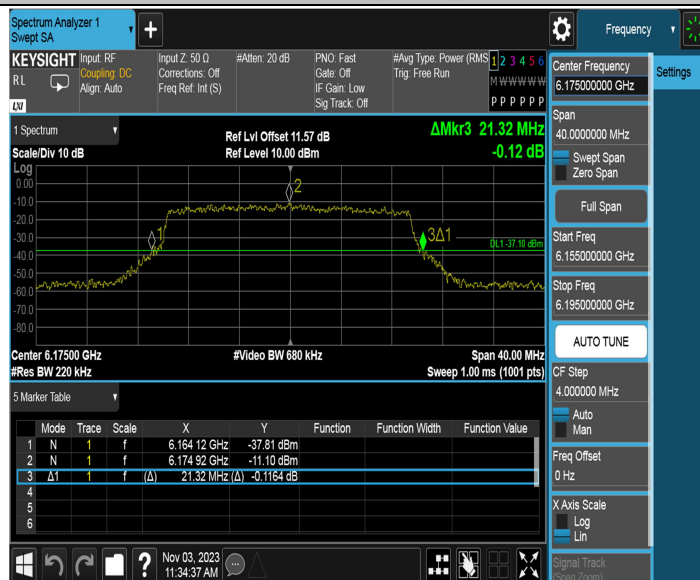 Spectrum Analyzer 1
Swept SA
Frequency
KEYSIGHT
RL
LXI
Input: RF
Coupling: DC
Align: Auto
Input Z: 50 Ω
Corrections: Off
Freq Ref: Int (S)
#Atten: 20 dB
PNO: Fast
Gate: Off
IF Gain: Low
Sig Track: Off
#Avg Type: Power (RMS
Trig: Free Run
1 2 3 4 5 6
M W W W W W
P P P P P P
Center Frequency
6.175000000 GHz
Settings
Span
40.0000000 MHz
Swept Span
Zero Span
Full Span
Start Freq
6.155000000 GHz
Stop Freq
6.195000000 GHz
AUTO TUNE
CF Step
4.000000 MHz
Auto
Man
Freq Offset
0 Hz
X Axis Scale
Log
Lin
Signal Track
(Span Zoom)
1 Spectrum
Scale/Div 10 dB
Ref Lvl Offset 11.57 dB
Ref Level 10.00 dBm
ΔMkr3 21.32 MHz
-0.12 dB
Log
0.00
-10.0
-20.0
-30.0
-40.0
-50.0
-60.0
-70.0
-80.0
1
2
3Δ1
DL1 -37.10 dBm
Center 6.17500 GHz
#Res BW 220 kHz
#Video BW 680 kHz
Span 40.00 MHz
Sweep 1.00 ms (1001 pts)
5 Marker Table
Mode Trace Scale X Y Function Function Width Function Value
1 N 1 f 6.164 12 GHz -37.81 dBm
2 N 1 f 6.174 92 GHz -11.10 dBm
3 Δ1 1 f (Δ) 21.32 MHz (Δ) -0.1164 dB
4
5
6
?
Nov 03, 2023
11:34:37 AM